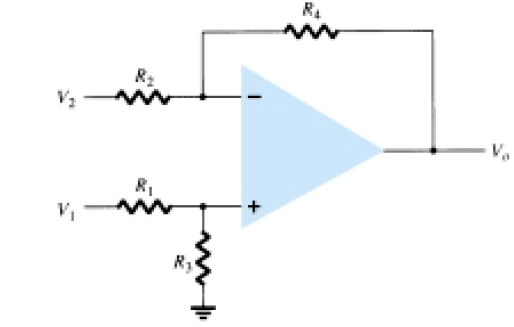 R₄
R₂
V₂
−
Vₒ
R₁
V₁
+
R₃